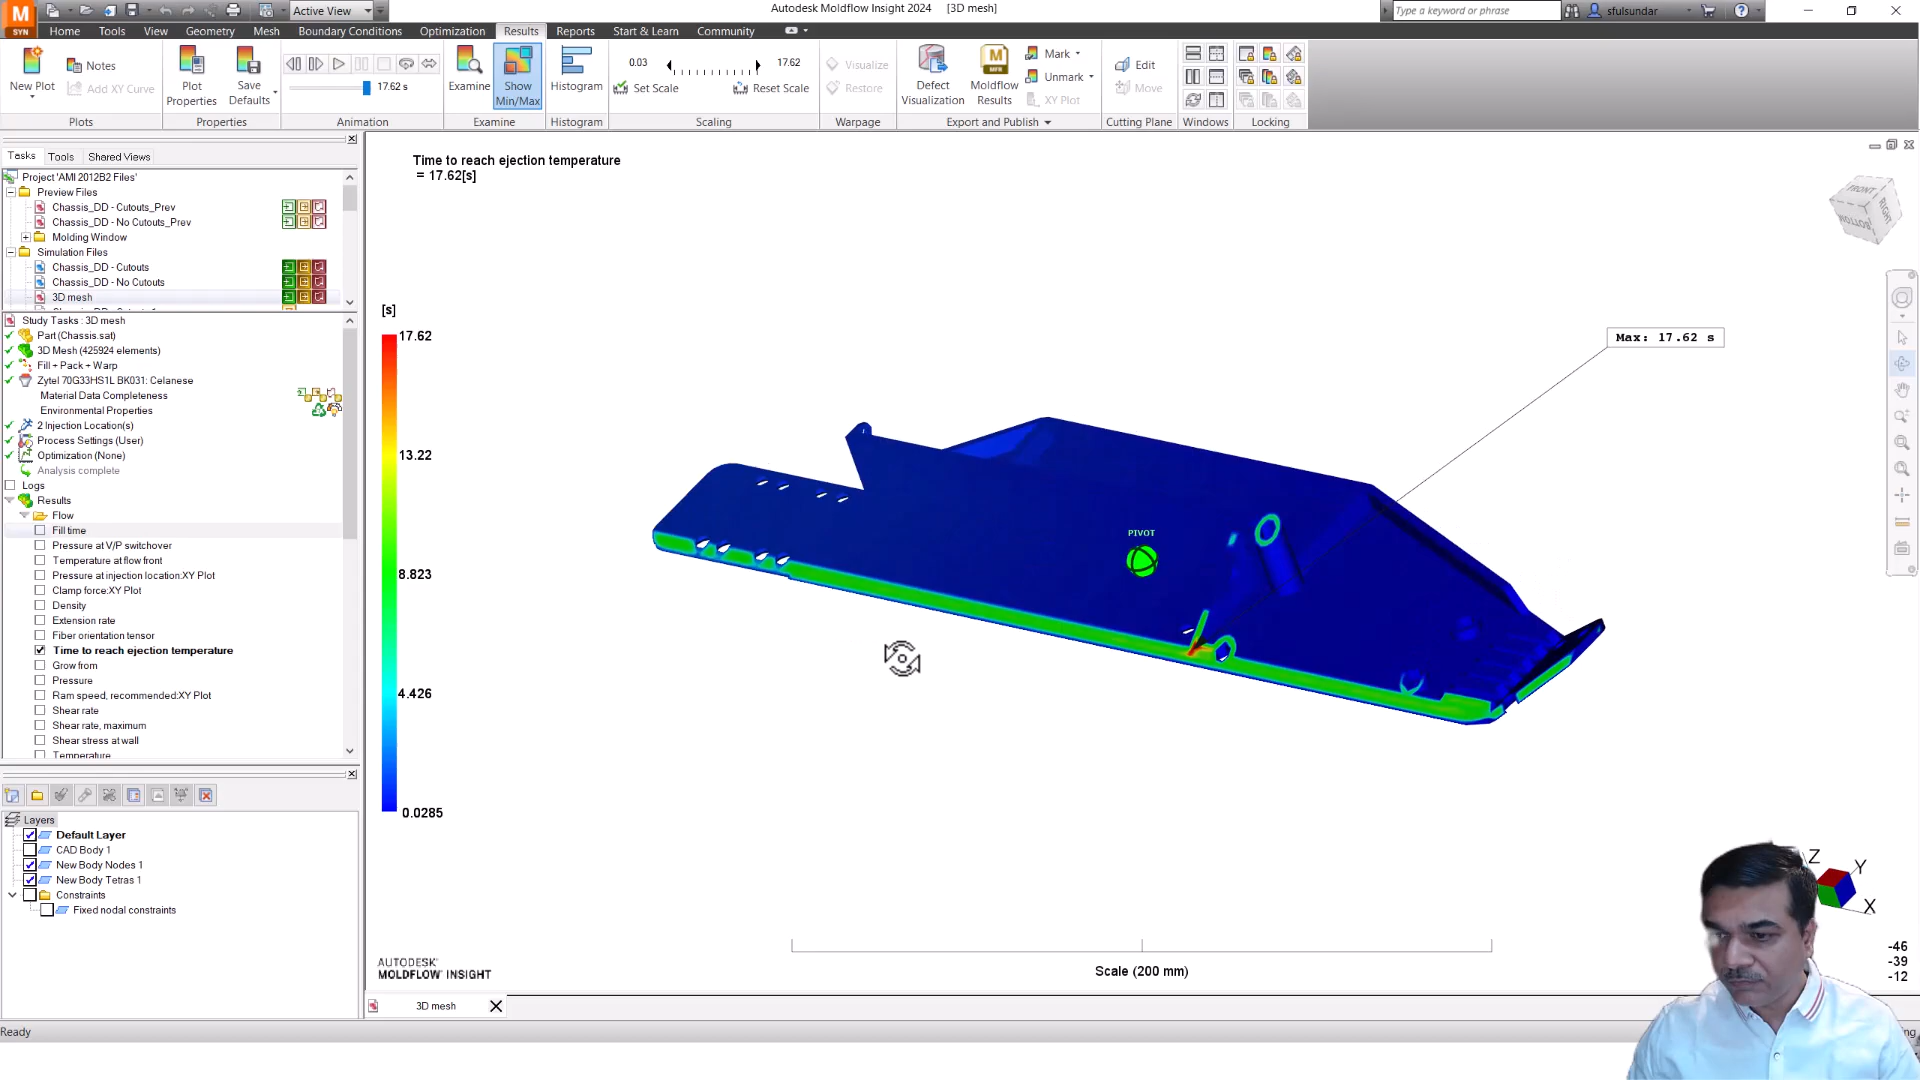 M
SYN
Active View
Autodesk Moldflow Insight 2024 [3D mesh]
Type a keyword or phrase
sfulsundar
Home
Tools
View
Geometry
Mesh
Boundary Conditions
Optimization
Results
Reports
Start & Learn
Community
New Plot
Notes
Add XY Curve
Plots
Plot Properties
Save Defaults
Properties
17.62 s
Animation
Examine
Show Min/Max
Examine
Histogram
Histogram
0.03
17.62
Set Scale
Reset Scale
Scaling
Visualize
Restore
Warpage
Defect Visualization
Moldflow Results
Mark
Unmark
XY Plot
Export and Publish
Edit
Move
Cutting Plane
Windows
Locking
Tasks
Tools
Shared Views
Project 'AMI 2012B2 Files'
Preview Files
Chassis_DD - Cutouts_Prev
Chassis_DD - No Cutouts_Prev
Molding Window
Simulation Files
Chassis_DD - Cutouts
Chassis_DD - No Cutouts
3D mesh
Study Tasks : 3D mesh
Part (Chassis.sat)
3D Mesh (425924 elements)
Fill + Pack + Warp
Zytel 70G33HS1L BK031: Celanese
Material Data Completeness
Environmental Properties
2 Injection Location(s)
Process Settings (User)
Optimization (None)
Analysis complete
Logs
Results
Flow
Fill time
Pressure at V/P switchover
Temperature at flow front
Pressure at injection location:XY Plot
Clamp force:XY Plot
Density
Extension rate
Fiber orientation tensor
Time to reach ejection temperature
Grow from
Pressure
Ram speed, recommended:XY Plot
Shear rate
Shear rate, maximum
Shear stress at wall
Temperature
Layers
Default Layer
CAD Body 1
New Body Nodes 1
New Body Tetras 1
Constraints
Fixed nodal constraints
Ready
Time to reach ejection temperature
= 17.62[s]
[s]
17.62
13.22
8.823
4.426
0.0285
Max: 17.62 s
PIVOT
FRONT
RIGHT
BOTTOM
Z
Y
X
-46
-39
-12
Scale (200 mm)
AUTODESK
MOLDFLOW INSIGHT
3D mesh